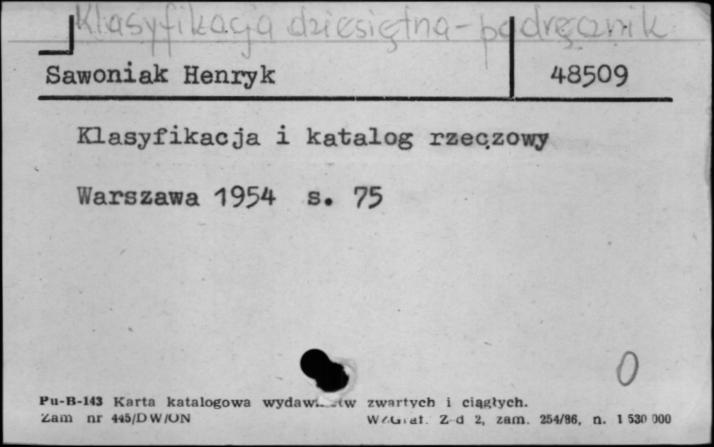 Klasyfikacja dziesiętna - podręcznik
Sawoniak Henryk 48509
Klasyfikacja i katalog rzeczowy
Warszawa 1954 s. 75
0
Pu-B-143 Karta katalogowa zwartych i ciągłych.
Zam nr 445/DW/ON Z-d 2, zam. 254/86, n. 1 530 000